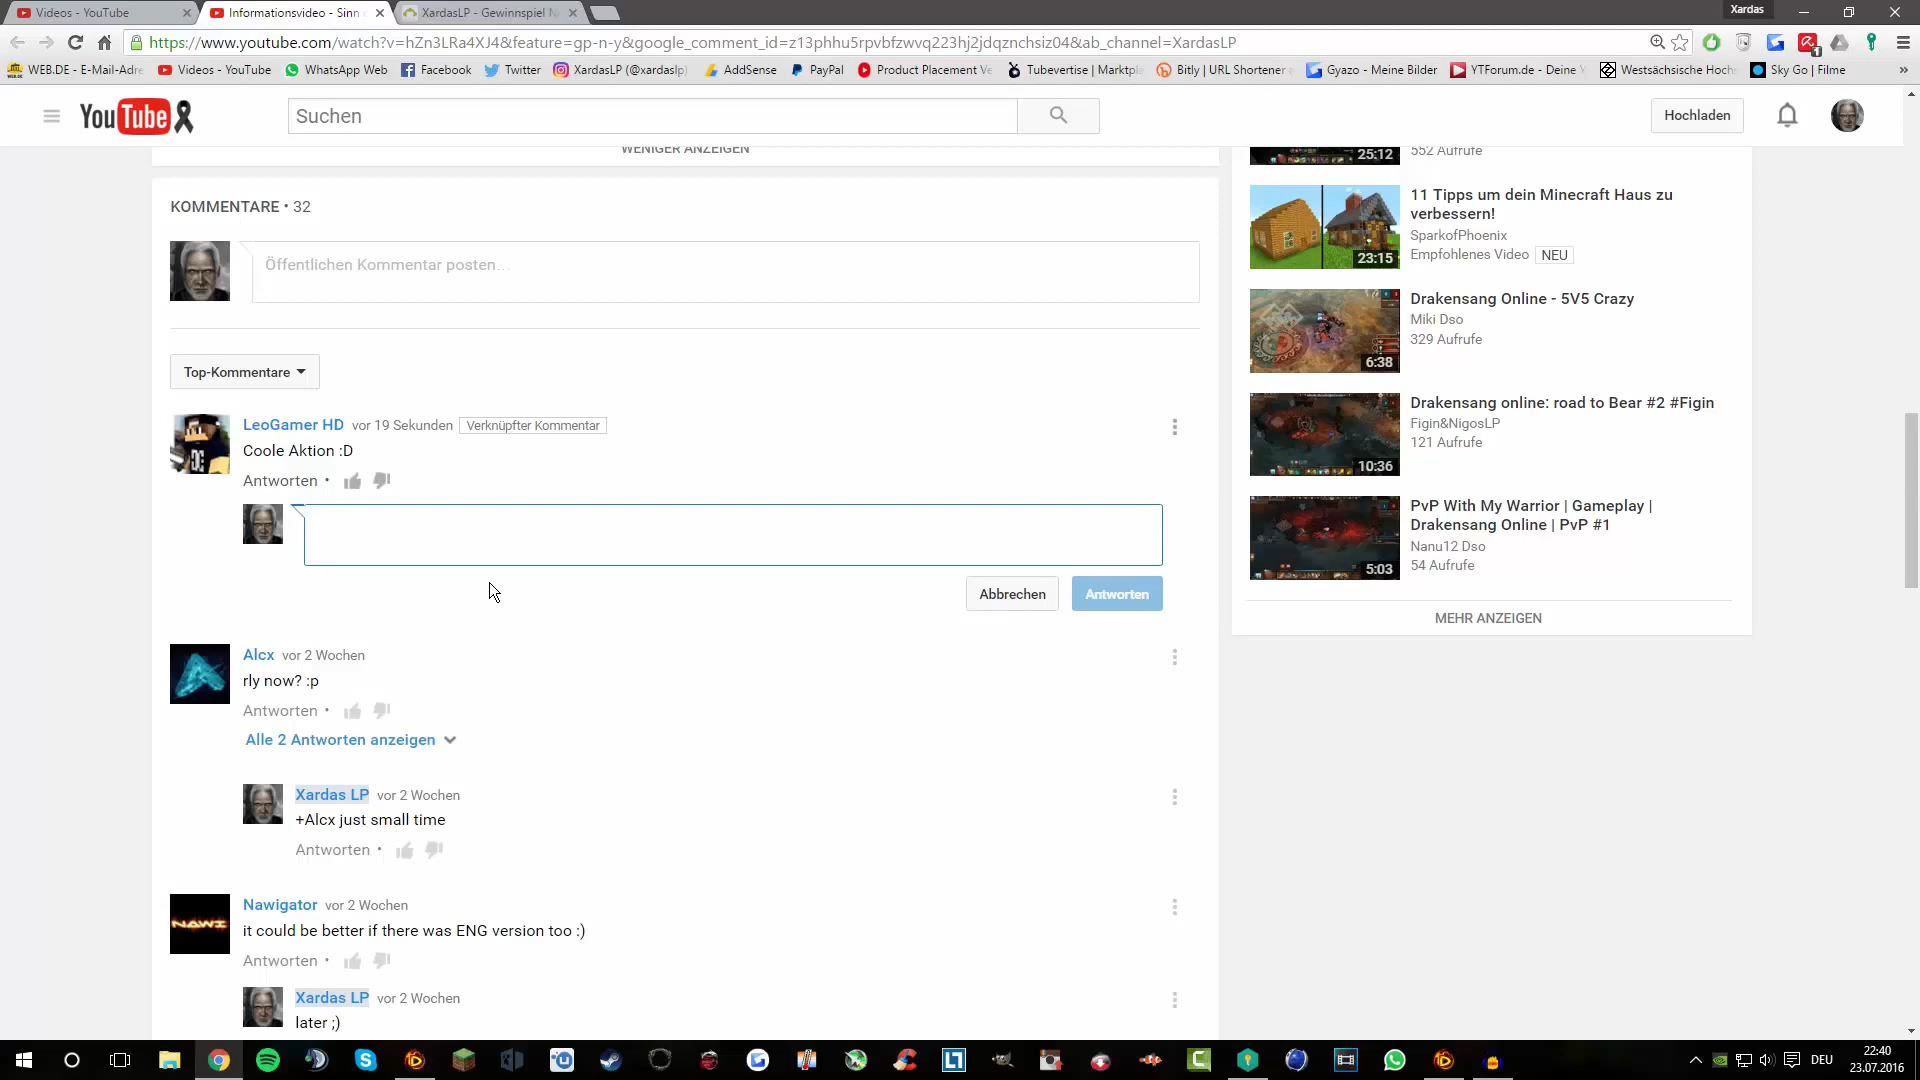 Videos - YouTube
Informationsvideo - Sinn
XardasLP - Gewinnspiel N
Xardas
https://www.youtube.com/watch?v=hZn3LRa4XJ4&feature=gp-n-y&google_comment_id=z13phhu5rpvbfzwvq223hj2jdqznchsiz04&ab_channel=XardasLP
WEB.DE - E-Mail-Adre
Videos - YouTube
WhatsApp Web
Facebook
Twitter
XardasLP (@xardaslp)
AddSense
PayPal
Product Placement Ve
Tubevertise | Marktpla
Bitly | URL Shortener
Gyazo - Meine Bilder
YTForum.de - Deine Y
Westsächsische Hoch
Sky Go | Filme
»
YouTube
Suchen
Hochladen
WENIGER ANZEIGEN
KOMMENTARE • 32
Öffentlichen Kommentar posten...
Top-Kommentare
LeoGamer HD vor 19 Sekunden Verknüpfter Kommentar
Coole Aktion :D
Antworten •
Abbrechen
Antworten
Alcx vor 2 Wochen
rly now? :p
Antworten •
Alle 2 Antworten anzeigen
Xardas LP vor 2 Wochen
+Alcx just small time
Antworten •
NAWI
Nawigator vor 2 Wochen
it could be better if there was ENG version too :)
Antworten •
Xardas LP vor 2 Wochen
later ;)
25:12
552 Aufrufe
23:15
11 Tipps um dein Minecraft Haus zu
verbessern!
SparkofPhoenix
Empfohlenes Video NEU
6:38
Drakensang Online - 5V5 Crazy
Miki Dso
329 Aufrufe
10:36
Drakensang online: road to Bear #2 #Figin
Figin&NigosLP
121 Aufrufe
5:03
PvP With My Warrior | Gameplay |
Drakensang Online | PvP #1
Nanu12 Dso
54 Aufrufe
MEHR ANZEIGEN
DEU
22:40
23.07.2016